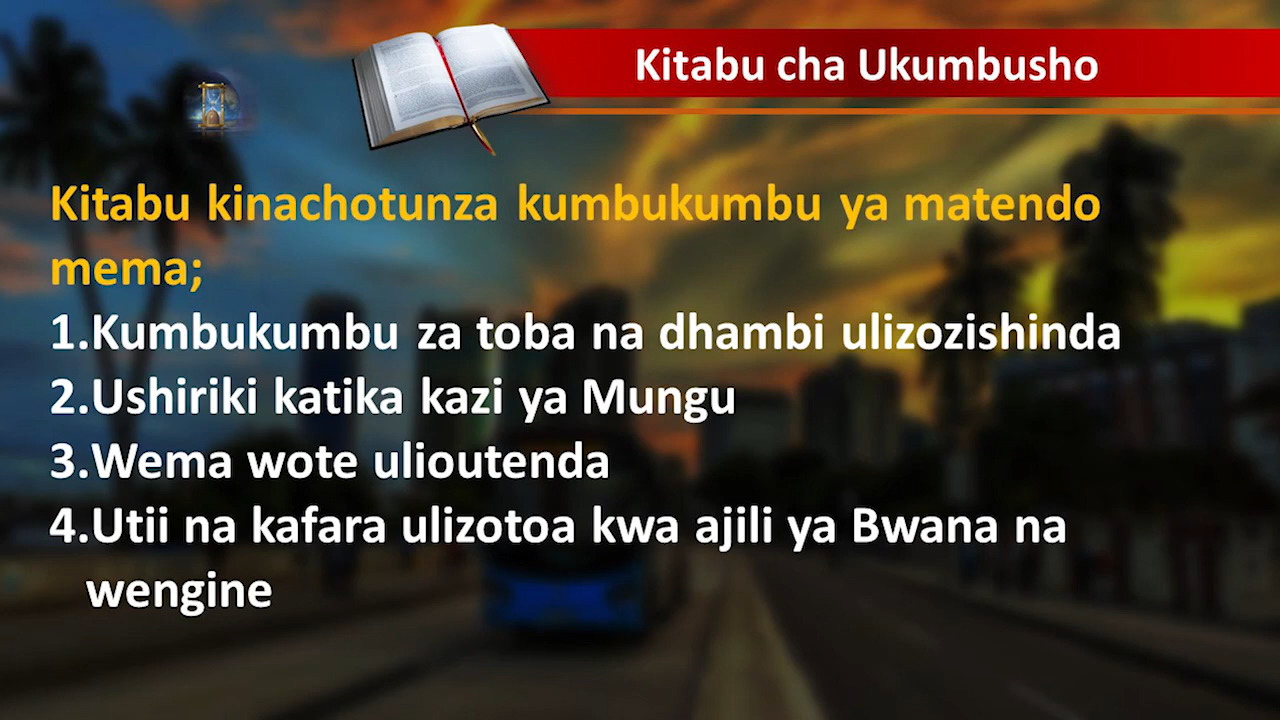 Kitabu cha Ukumbusho
Kitabu kinachotunza kumbukumbu ya matendo
mema;
1.Kumbukumbu za toba na dhambi ulizozishinda
2.Ushiriki katika kazi ya Mungu
3.Wema wote ulioutenda
4.Utii na kafara ulizotoa kwa ajili ya Bwana na
wengine